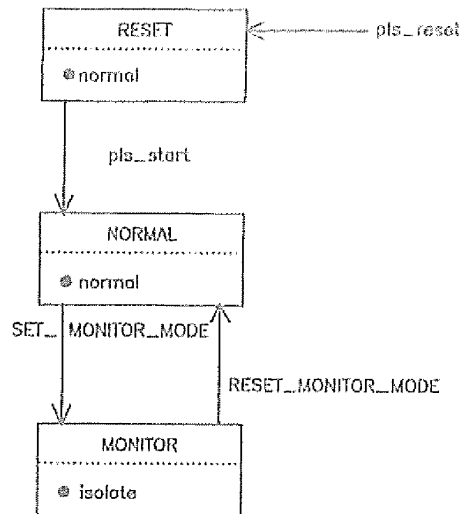 RESET
pls_reset
normal
pls_start
NORMAL
normal
SET_MONITOR_MODE
RESET_MONITOR_MODE
MONITOR
isolate